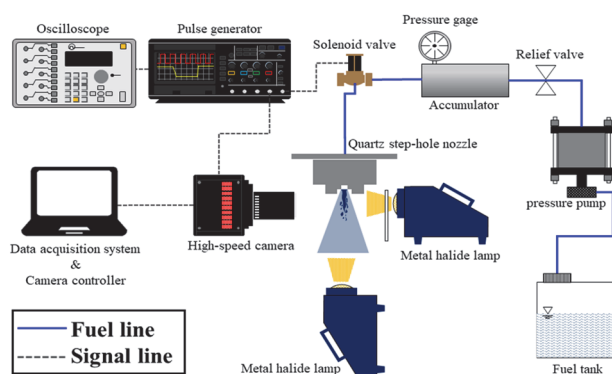 Pressure gage
Oscilloscope
Pulse generator
Solenoid valve
Relief valve
Accumulator
Quartz step-hole nozzle
pressure pump
Data acquisition system
&
Camera controller
High-speed camera
Metal halide lamp
Fuel line
Signal line
Metal halide lamp
Fuel tank